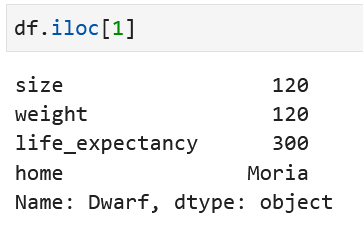 df.iloc[1]
size 120
weight 120
life_expectancy 300
home Moria
Name: Dwarf, dtype: object